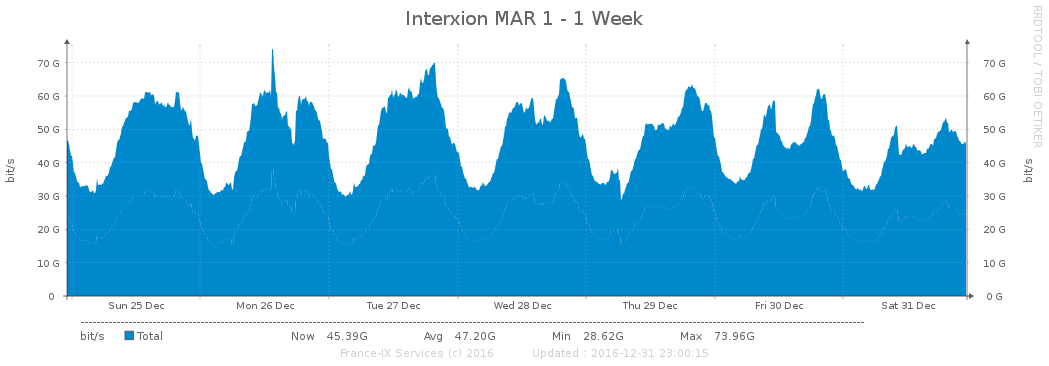 Interxion MAR 1 - 1 Week
RRDTOOL / TOBI OETIKER
bit/s
70 G
60 G
50 G
40 G
30 G
20 G
10 G
0
70 G
60 G
50 G
40 G
30 G
20 G
10 G
0 G
bit/s
Sun 25 Dec Mon 26 Dec Tue 27 Dec Wed 28 Dec Thu 29 Dec Fri 30 Dec Sat 31 Dec
bit/s Total Now 45.39G Avg 47.20G Min 28.62G Max 73.96G
France-IX Services (c) 2016 Updated : 2016-12-31 23:00:15